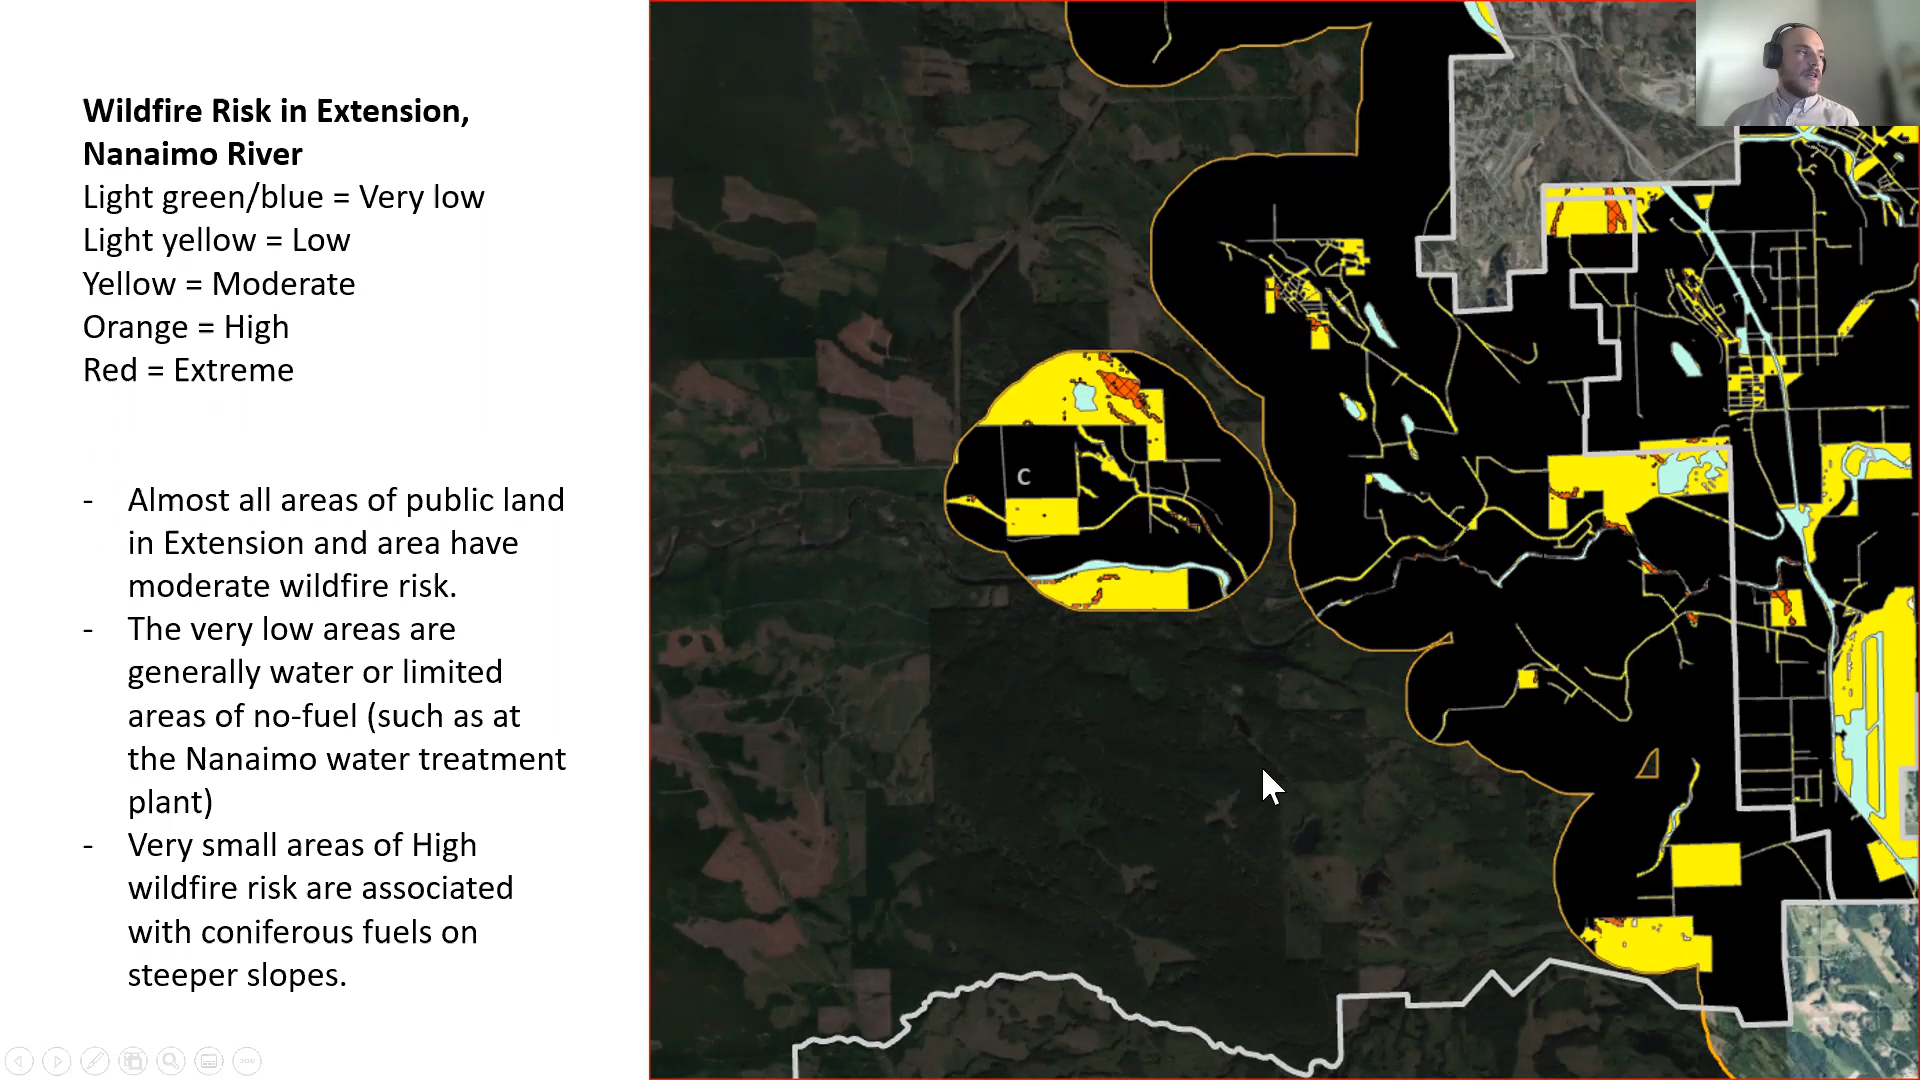 Wildfire Risk in Extension,
Nanaimo River
Light green/blue = Very low
Light yellow = Low
Yellow = Moderate
Orange = High
Red = Extreme
- Almost all areas of public land
in Extension and area have
moderate wildfire risk.
- The very low areas are
generally water or limited
areas of no-fuel (such as at
the Nanaimo water treatment
plant)
- Very small areas of High
wildfire risk are associated
with coniferous fuels on
steeper slopes.
C
A